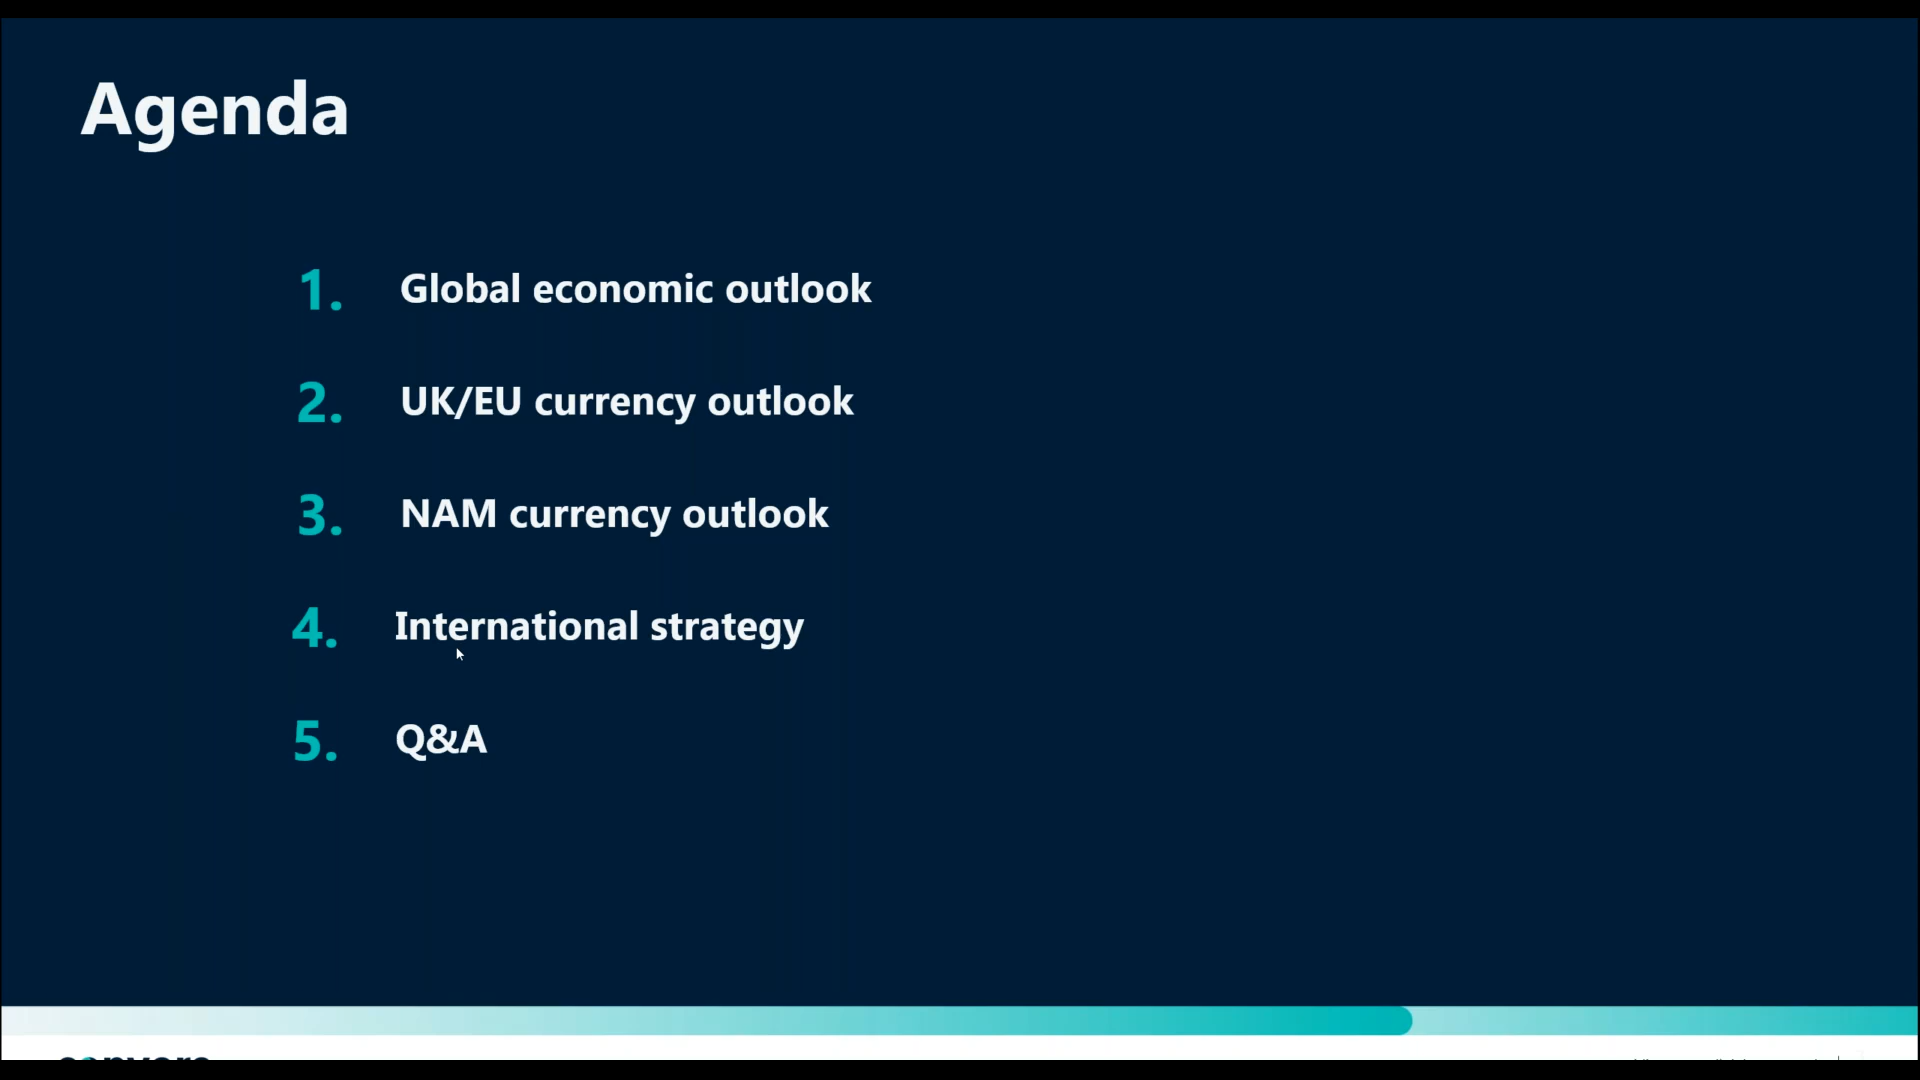 Agenda
1. Global economic outlook
2. UK/EU currency outlook
3. NAM currency outlook
4. International strategy
5. Q&A